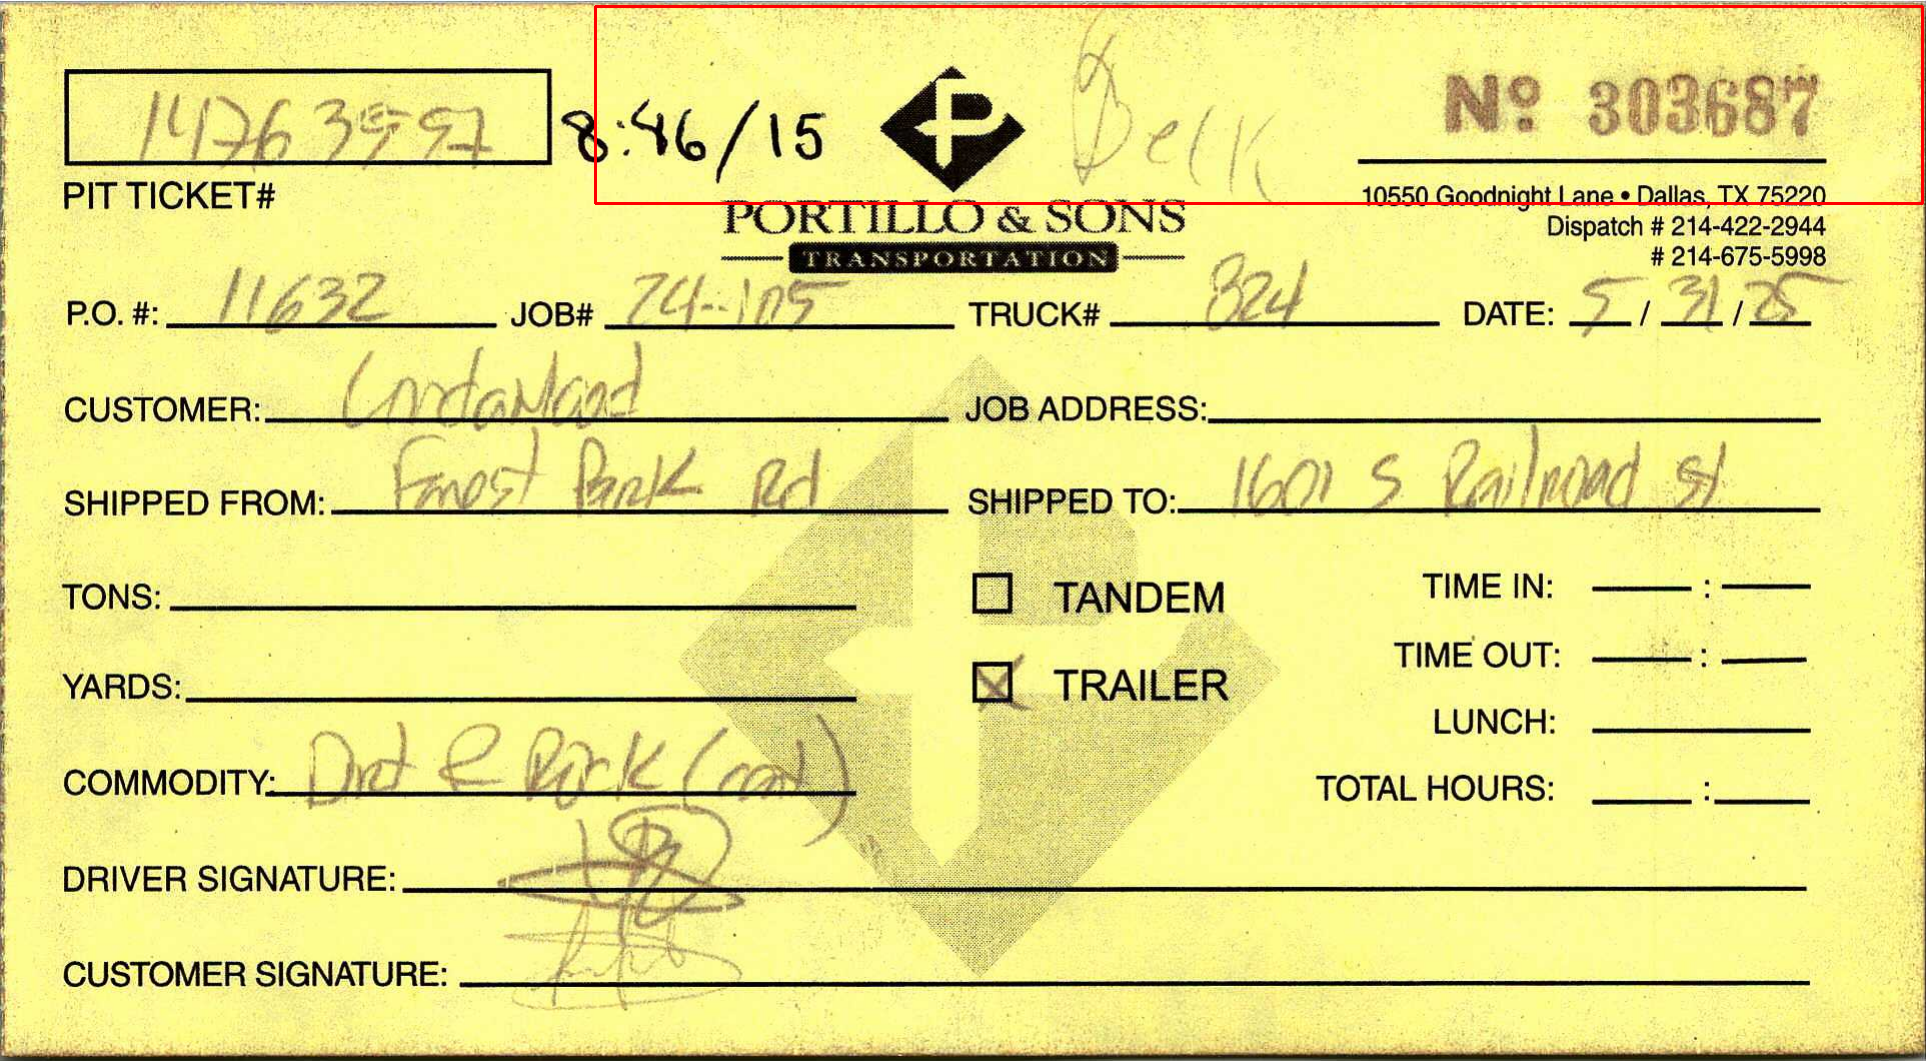 14763597 8:46/15 Beck Nº 303687
PIT TICKET#
PORTILLO & SONS
TRANSPORTATION
10550 Goodnight Lane • Dallas, TX 75220
Dispatch # 214-422-2944
# 214-675-5998
P.O. #: 11632 JOB# 24-105 TRUCK# 824 DATE: 5/31/25
CUSTOMER: JOB ADDRESS:
SHIPPED FROM: Forest Park Rd SHIPPED TO: 1601 S Railroad st
TONS: TANDEM TIME IN: :
YARDS: X TRAILER TIME OUT: :
LUNCH:
COMMODITY: Dirt & Rock TOTAL HOURS: :
DRIVER SIGNATURE:
CUSTOMER SIGNATURE: